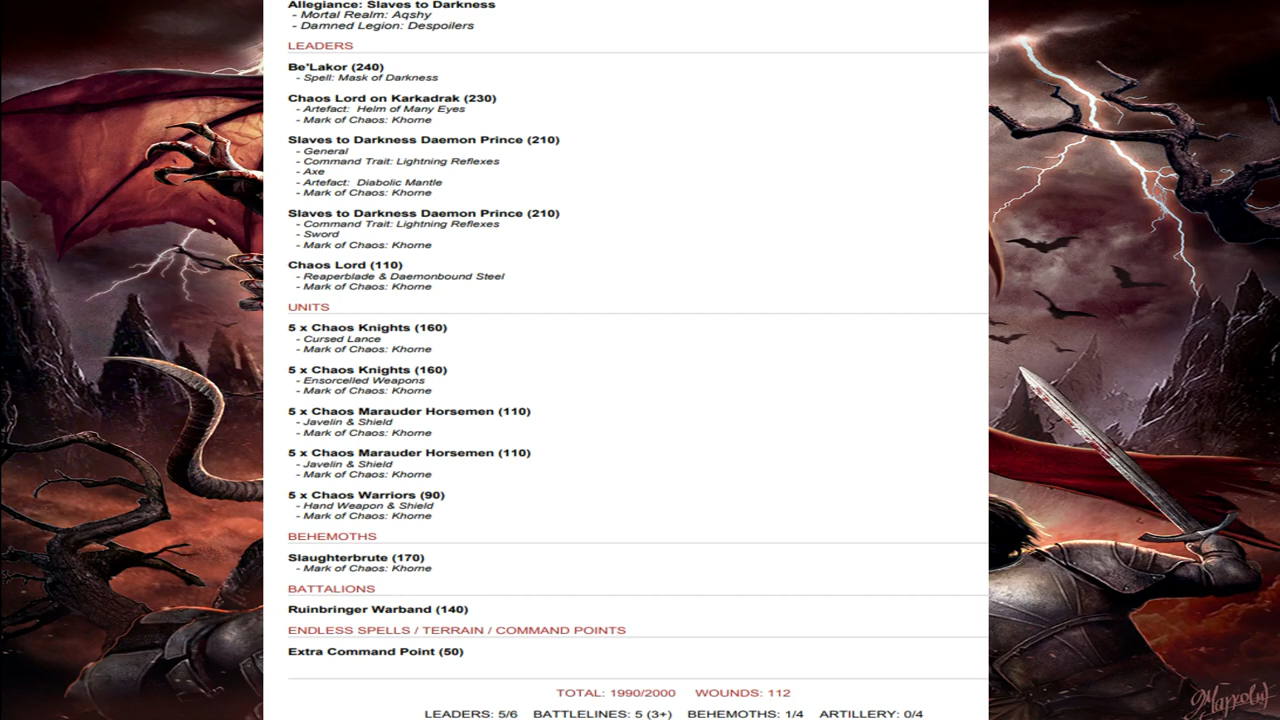 Allegiance: Slaves to Darkness
- Mortal Realm: Aqshy
- Damned Legion: Despoilers
LEADERS
Be'Lakor (240)
- Spell: Mask of Darkness
Chaos Lord on Karkadrak (230)
- Artefact: Helm of Many Eyes
- Mark of Chaos: Khorne
Slaves to Darkness Daemon Prince (210)
- General
- Command Trait: Lightning Reflexes
- Axe
- Artefact: Diabolic Mantle
- Mark of Chaos: Khorne
Slaves to Darkness Daemon Prince (210)
- Command Trait: Lightning Reflexes
- Sword
- Mark of Chaos: Khorne
Chaos Lord (110)
- Reaperblade & Daemonbound Steel
- Mark of Chaos: Khorne
UNITS
5 x Chaos Knights (160)
- Cursed Lance
- Mark of Chaos: Khorne
5 x Chaos Knights (160)
- Ensorcelled Weapons
- Mark of Chaos: Khorne
5 x Chaos Marauder Horsemen (110)
- Javelin & Shield
- Mark of Chaos: Khorne
5 x Chaos Marauder Horsemen (110)
- Javelin & Shield
- Mark of Chaos: Khorne
5 x Chaos Warriors (90)
- Hand Weapon & Shield
- Mark of Chaos: Khorne
BEHEMOTHS
Slaughterbrute (170)
- Mark of Chaos: Khorne
BATTALIONS
Ruinbringer Warband (140)
ENDLESS SPELLS / TERRAIN / COMMAND POINTS
Extra Command Point (50)
TOTAL: 1990/2000 WOUNDS: 112
LEADERS: 5/6 BATTLELINES: 5 (3+) BEHEMOTHS: 1/4 ARTILLERY: 0/4